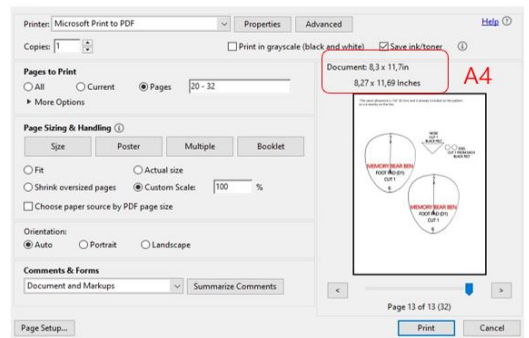 Printer: Microsoft Print to PDF Properties Advanced Help
Copies: 1 Print in grayscale (black and white) Save ink/toner
Pages to Print
All Current Pages 20 - 32
More Options
Page Sizing & Handling
Size Poster Multiple Booklet
Fit Actual size
Shrink oversized pages Custom Scale: 100 %
Choose paper source by PDF page size
Orientation:
Auto Portrait Landscape
Comments & Forms
Document and Markups Summarize Comments
Document: 8,3 x 11,7in
8,27 x 11,69 Inches
A4
NOSE
CUT 1
BLACK FELT
MEMORY BEAR BEN
FOOT PAD (D1)
CUT 1
MEMORY BEAR BEN
FOOT PAD (D1)
CUT 1
< >
Page 13 of 13 (32)
Page Setup... Print Cancel